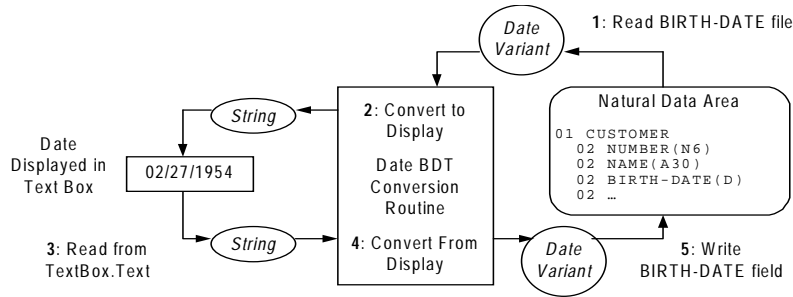 1: Read BIRTH-DATE file
Date
Variant
Natural Data Area
01 CUSTOMER
02 NUMBER(N6)
02 NAME(A30)
02 BIRTH-DATE(D)
02 …
String
2: Convert to
Display
Date BDT
Conversion
Routine
4: Convert From
Display
Date
Displayed in
Text Box
02/27/1954
3: Read from
TextBox.Text
String
Date
Variant
5: Write
BIRTH-DATE field